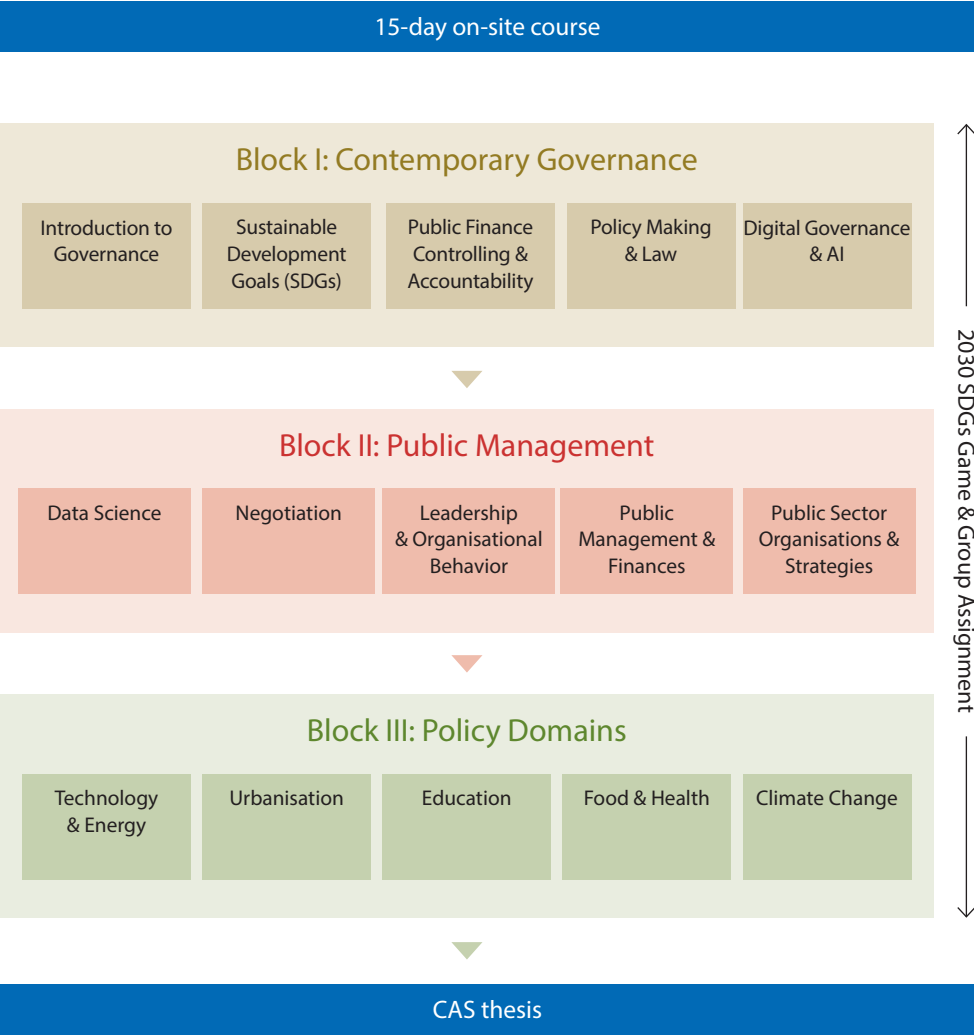 15-day on-site course
Block I: Contemporary Governance
Introduction to
Governance
Sustainable
Development
Goals (SDGs)
Public Finance
Controlling &
Accountability
Policy Making
& Law
Digital Governance
& AI
Block II: Public Management
Data Science
Negotiation
Leadership
& Organisational
Behavior
Public
Management &
Finances
Public Sector
Organisations &
Strategies
Block III: Policy Domains
Technology
& Energy
Urbanisation
Education
Food & Health
Climate Change
2030 SDGs Game & Group Assignment
CAS thesis